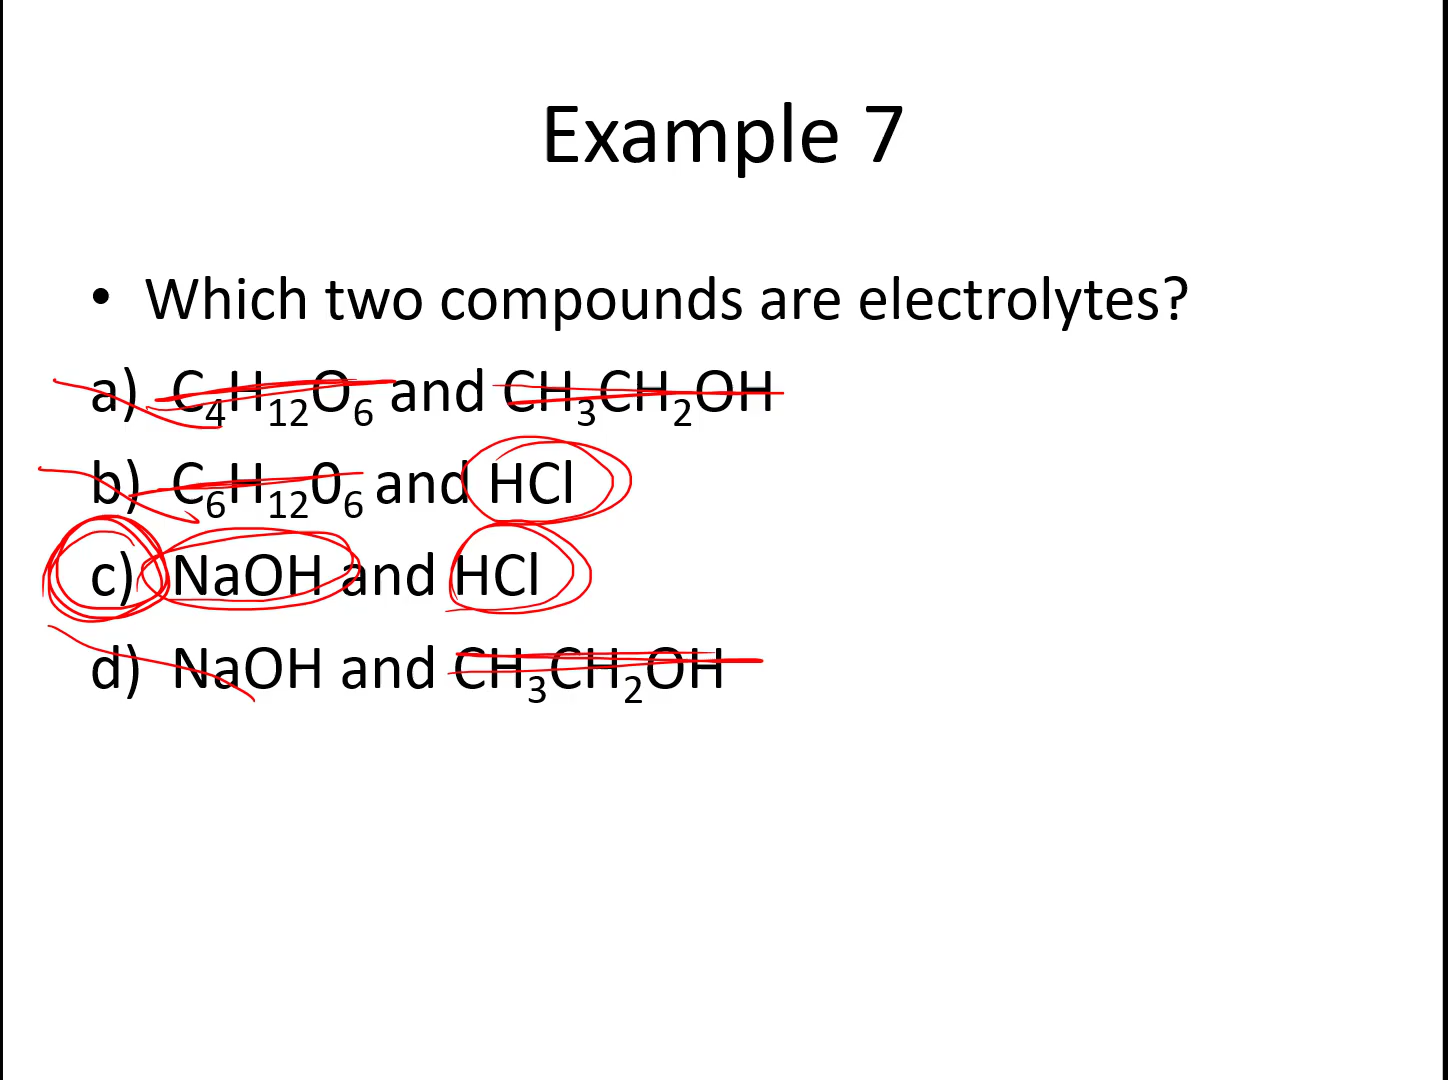 Example 7
• Which two compounds are electrolytes?
a) C₄H₁₂O₆ and CH₃CH₂OH
b) C₆H₁₂0₆ and HCl
c) NaOH and HCl
d) NaOH and CH₃CH₂OH